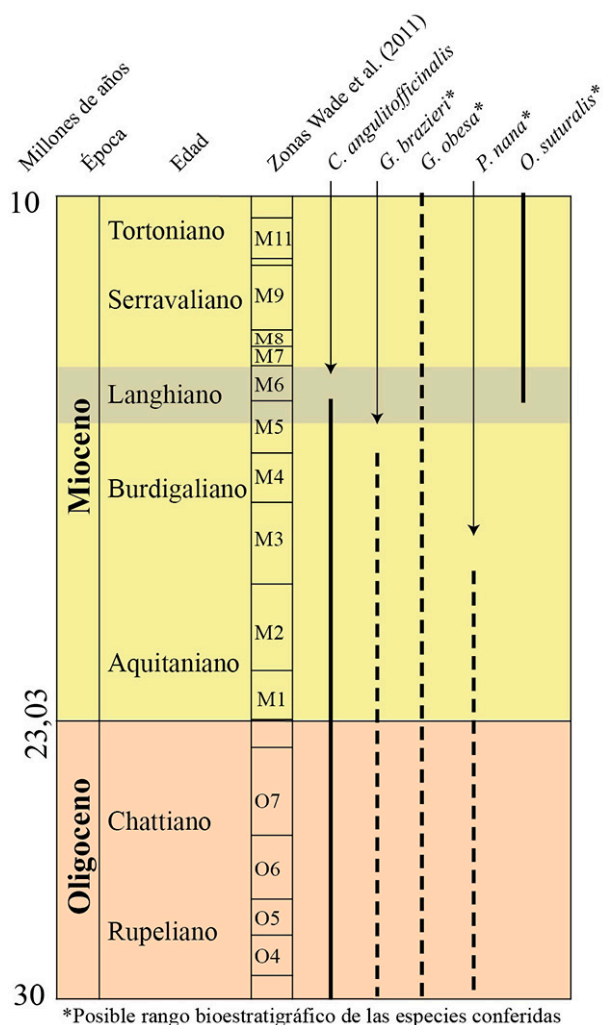 Millones de años
Época
Edad
Zonas Wade et al. (2011)
C. angulitofficinalis
G. brazieri*
G. obesa*
P. nana*
O. suturalis*
10
Tortoniano
M11
Serravaliano
M9
M8
M7
Langhiano
M6
M5
Mioceno
Burdigaliano
M4
M3
M2
Aquitaniano
M1
23,03
Oligoceno
Chattiano
O7
O6
O5
Rupeliano
O4
30
*Posible rango bioestratigráfico de las especies conferidas